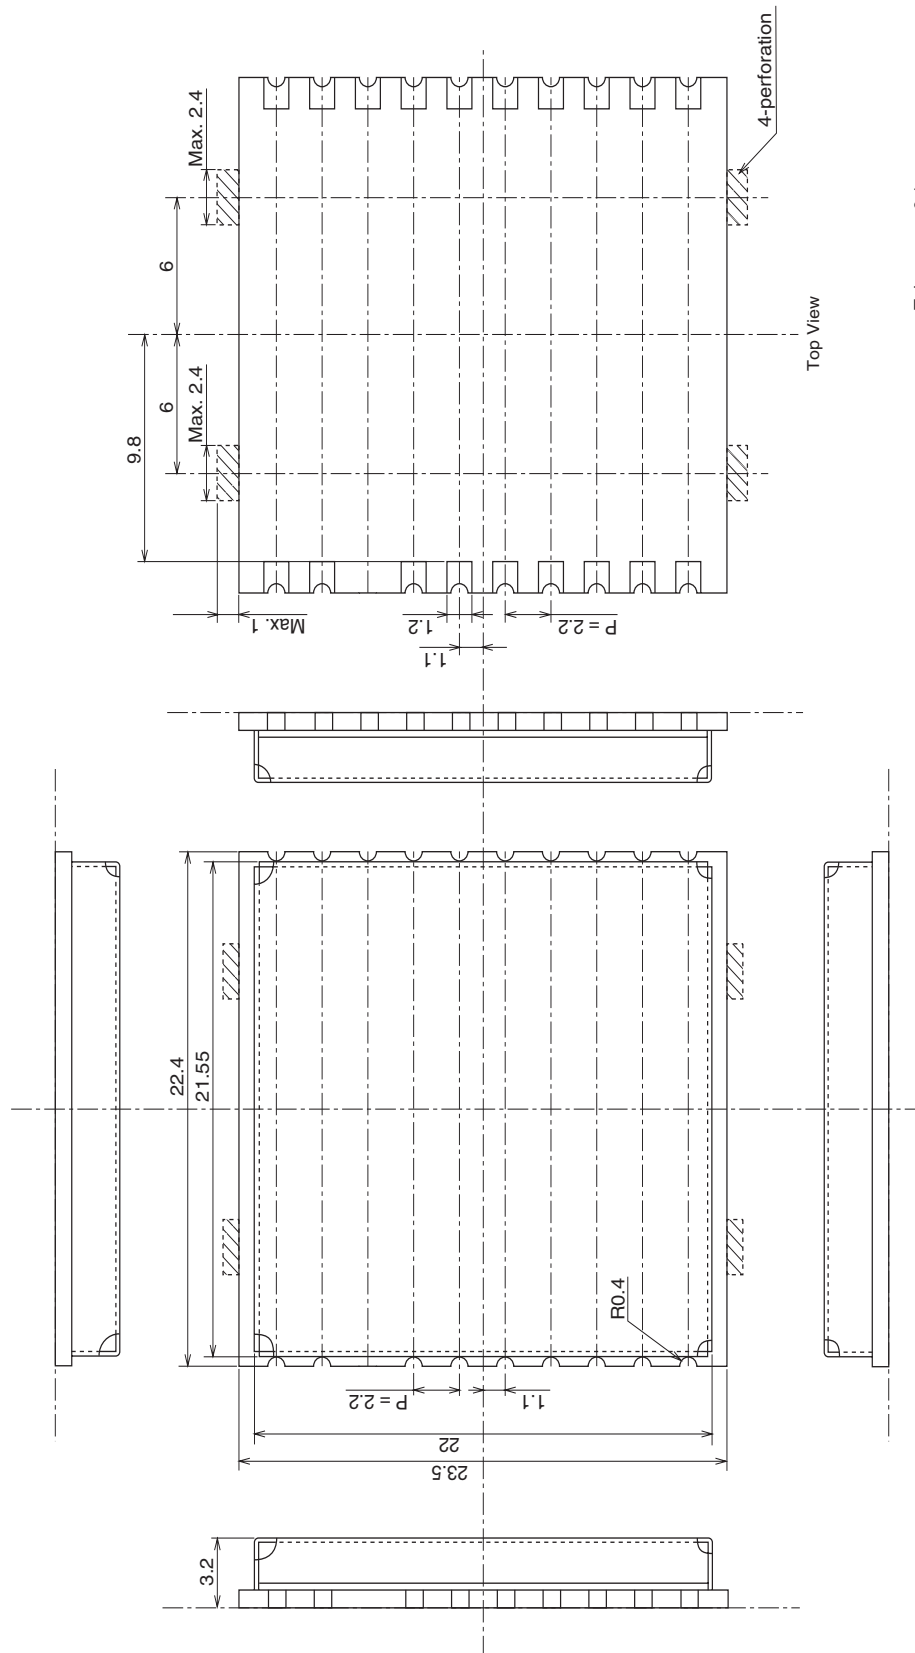 4-perforation
Max. 2.4
6
Max. 2.4
6
9.8
Top View
Max. 1
1.2
P = 2.2
1.1
22.4
21.55
R0.4
P = 2.2
1.1
22
23.5
3.2